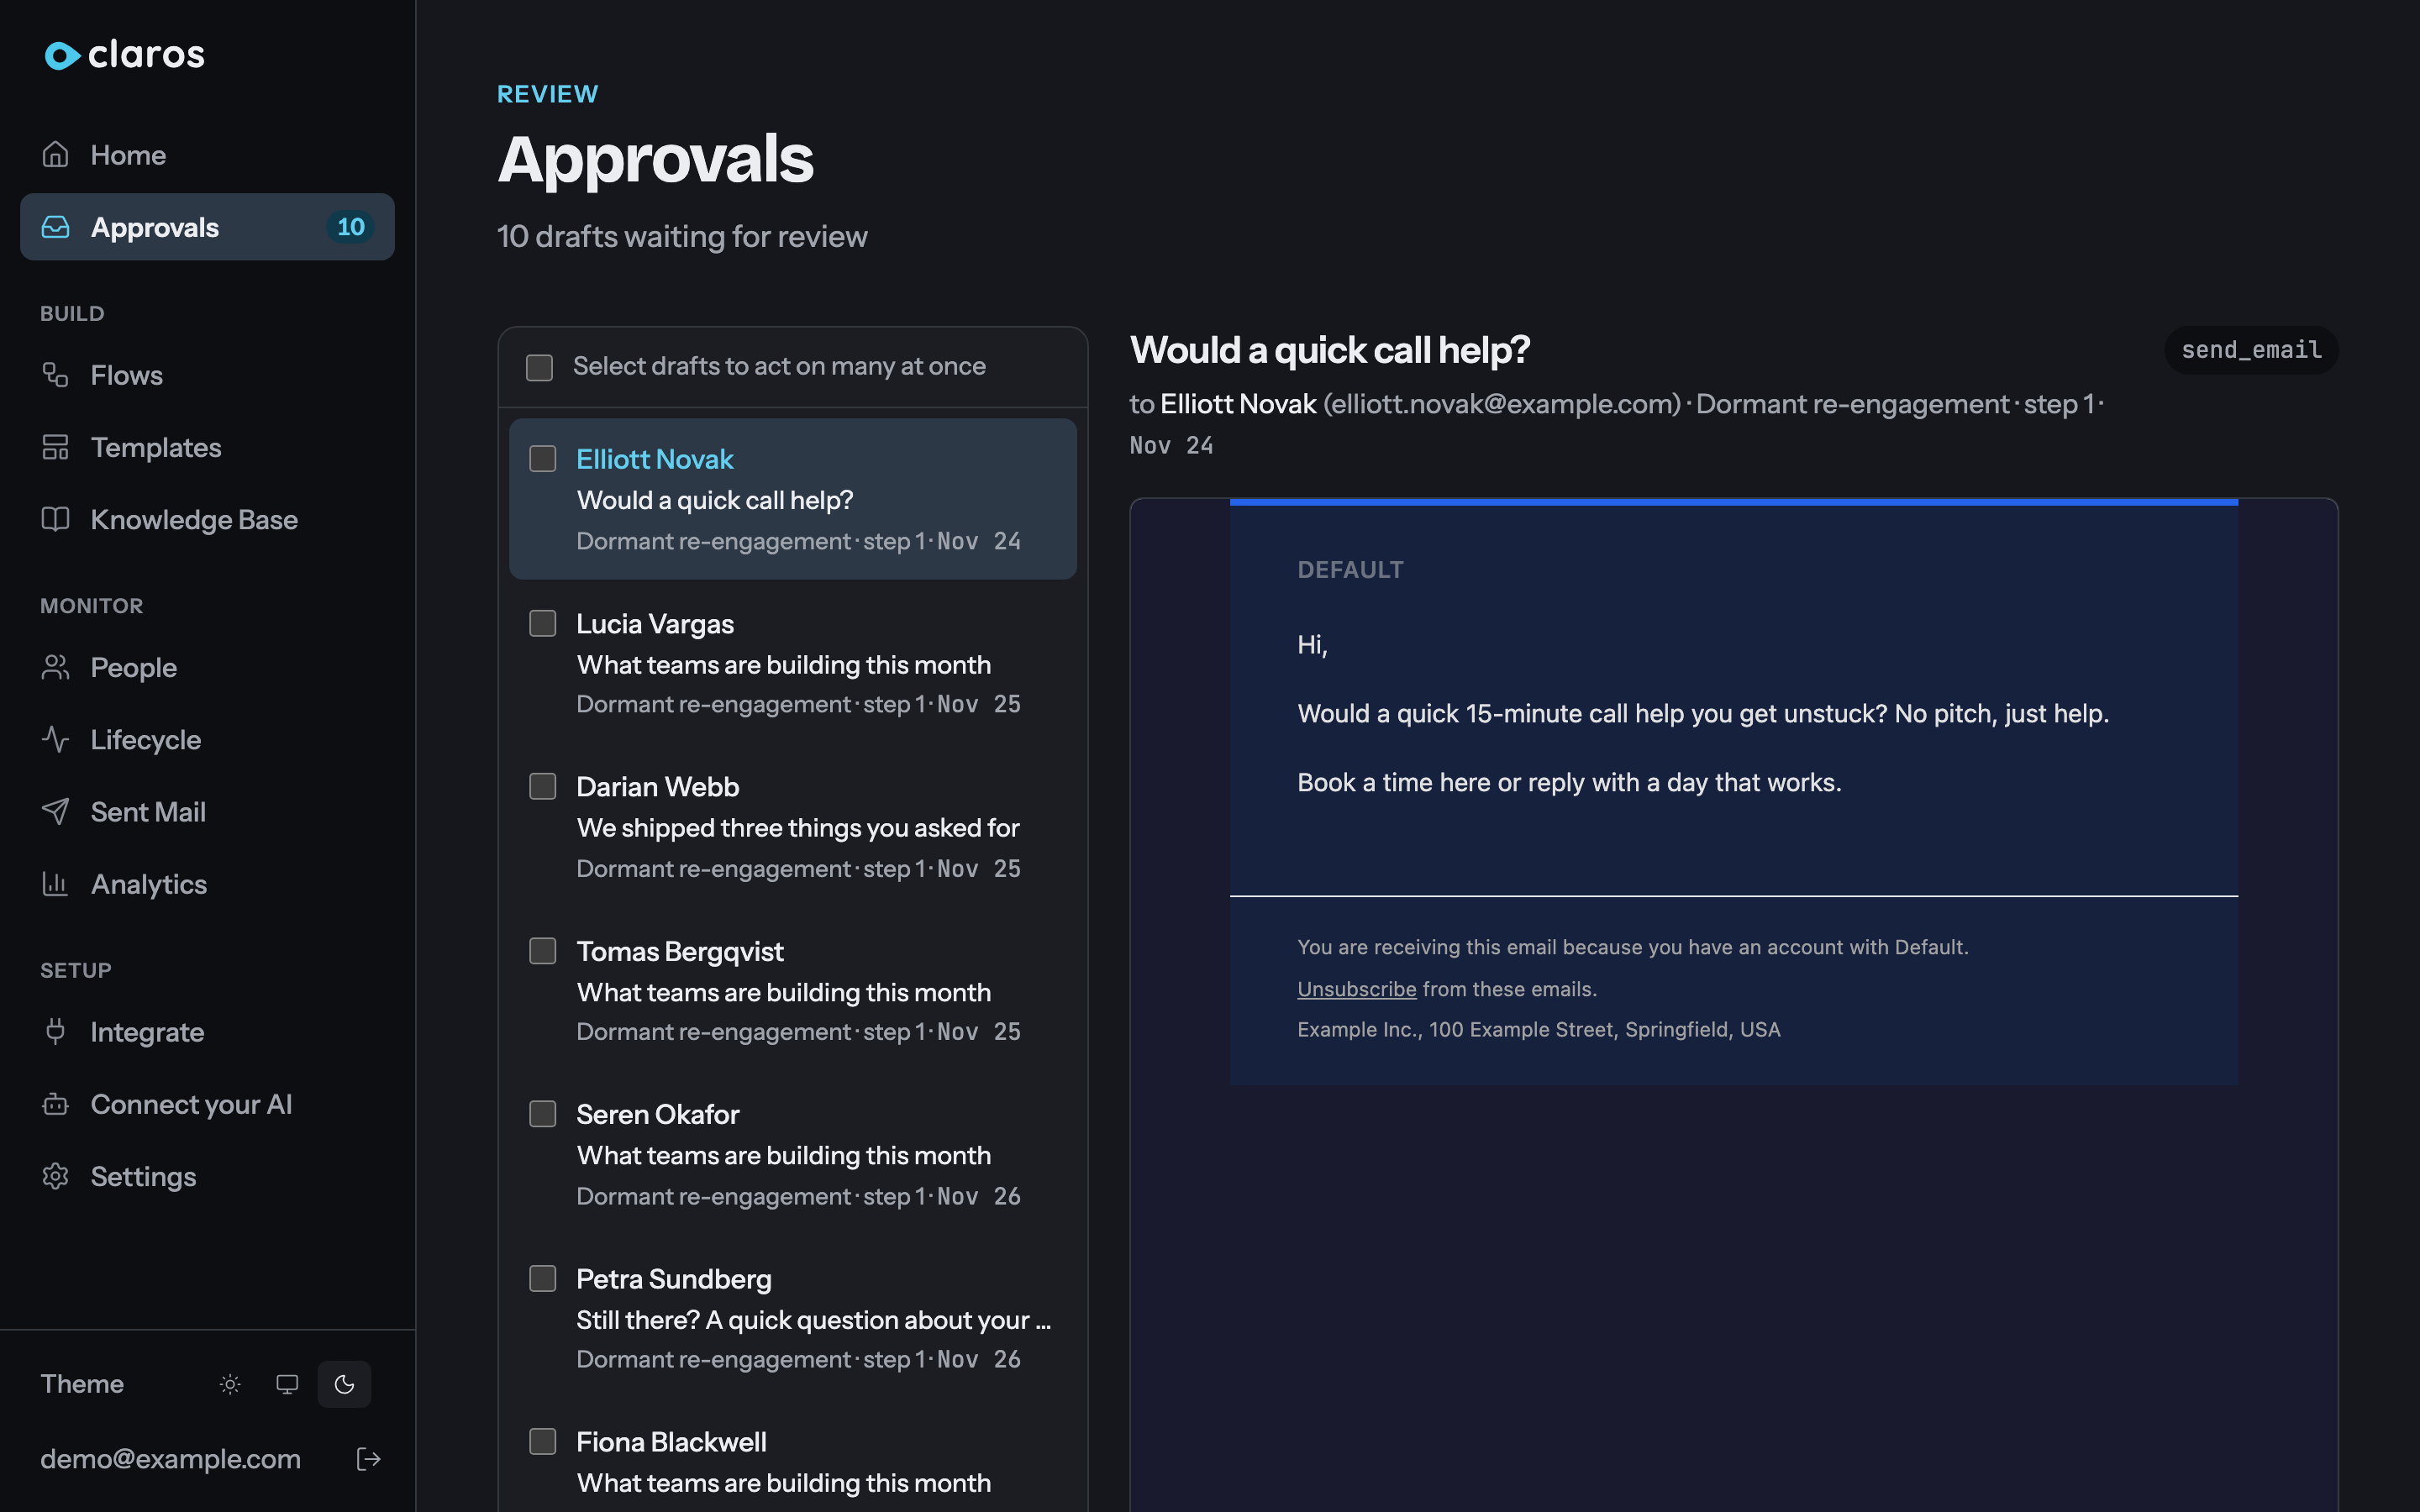 claros
Home
Approvals 10
BUILD
Flows
Templates
Knowledge Base
MONITOR
People
Lifecycle
Sent Mail
Analytics
SETUP
Integrate
Connect your AI
Settings
Theme
demo@example.com
REVIEW
Approvals
10 drafts waiting for review
Select drafts to act on many at once
Elliott Novak
Would a quick call help?
Dormant re-engagement · step 1 · Nov 24
Lucia Vargas
What teams are building this month
Dormant re-engagement · step 1 · Nov 25
Darian Webb
We shipped three things you asked for
Dormant re-engagement · step 1 · Nov 25
Tomas Bergqvist
What teams are building this month
Dormant re-engagement · step 1 · Nov 25
Seren Okafor
What teams are building this month
Dormant re-engagement · step 1 · Nov 26
Petra Sundberg
Still there? A quick question about your ...
Dormant re-engagement · step 1 · Nov 26
Fiona Blackwell
What teams are building this month
Would a quick call help?
send_email
to Elliott Novak (elliott.novak@example.com) · Dormant re-engagement · step 1 ·
Nov 24
DEFAULT
Hi,
Would a quick 15-minute call help you get unstuck? No pitch, just help.
Book a time here or reply with a day that works.
You are receiving this email because you have an account with Default.
Unsubscribe from these emails.
Example Inc., 100 Example Street, Springfield, USA